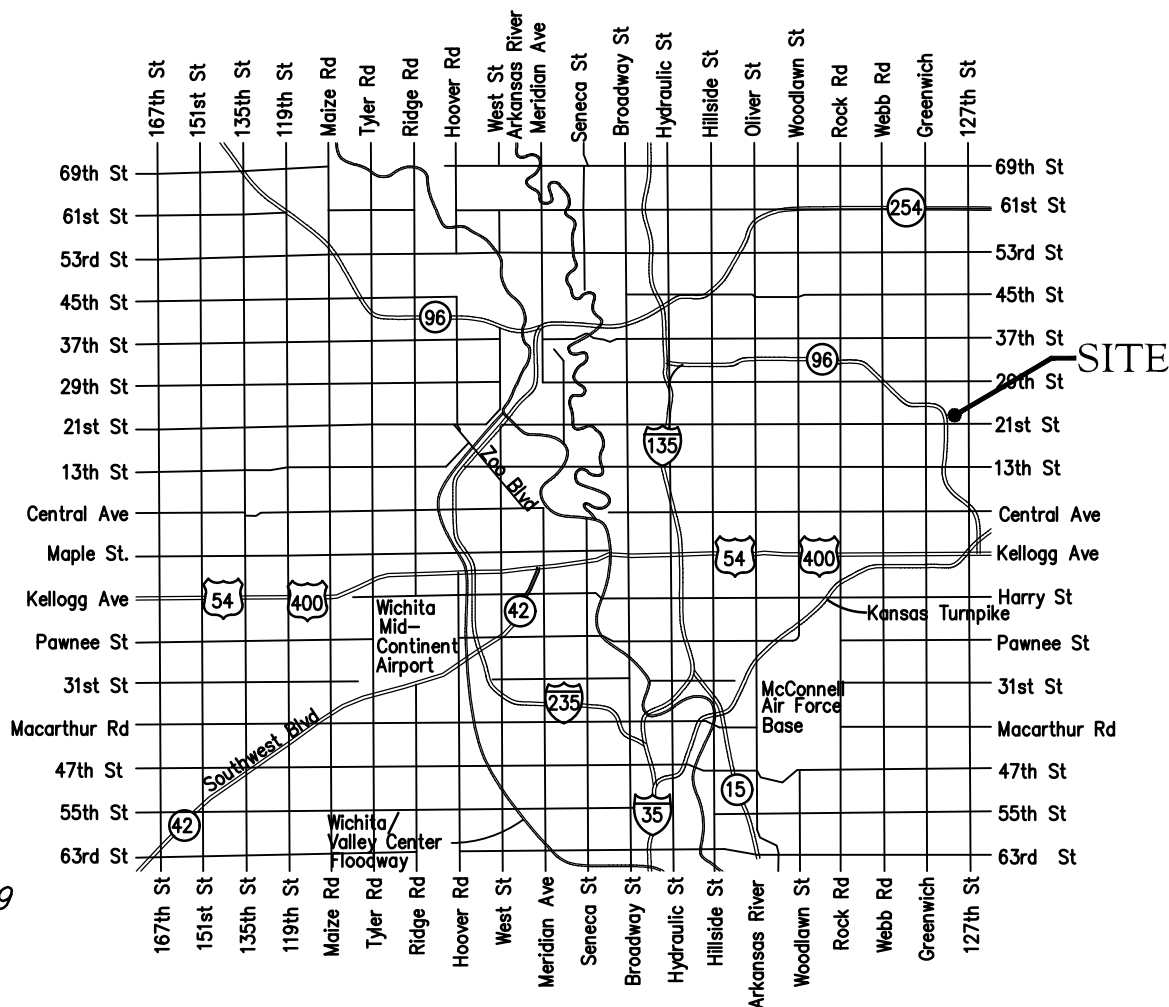 167th St
151st St
135th St
119th St
Maize Rd
Tyler Rd
Ridge Rd
Hoover Rd
West St
Arkansas River
Meridian Ave
Seneca St
Broadway St
Hydraulic St
Hillside St
Oliver St
Woodlawn St
Rock Rd
Webb Rd
Greenwich
127th St
69th St
61st St
53rd St
45th St
37th St
29th St
21st St
13th St
Central Ave
Maple St.
Kellogg Ave
Pawnee St
31st St
Macarthur Rd
47th St
55th St
63rd St
69th St
61st St
53rd St
45th St
37th St
29th St
21st St
13th St
Central Ave
Kellogg Ave
Harry St
Pawnee St
31st St
Macarthur Rd
47th St
55th St
63rd St
SITE
254
96
96
135
Zoo Blvd
54
400
54
400
42
Kansas Turnpike
Wichita
Mid-
Continent
Airport
235
McConnell
Air Force
Base
Southwest Blvd
15
35
42
Wichita/
Valley Center
Floodway
9
167th St
151st St
135th St
119th St
Maize Rd
Tyler Rd
Ridge Rd
Hoover Rd
West St
Meridian Ave
Seneca St
Broadway St
Hydraulic St
Hillside St
Arkansas River
Woodlawn St
Rock Rd
Webb Rd
Greenwich
127th St